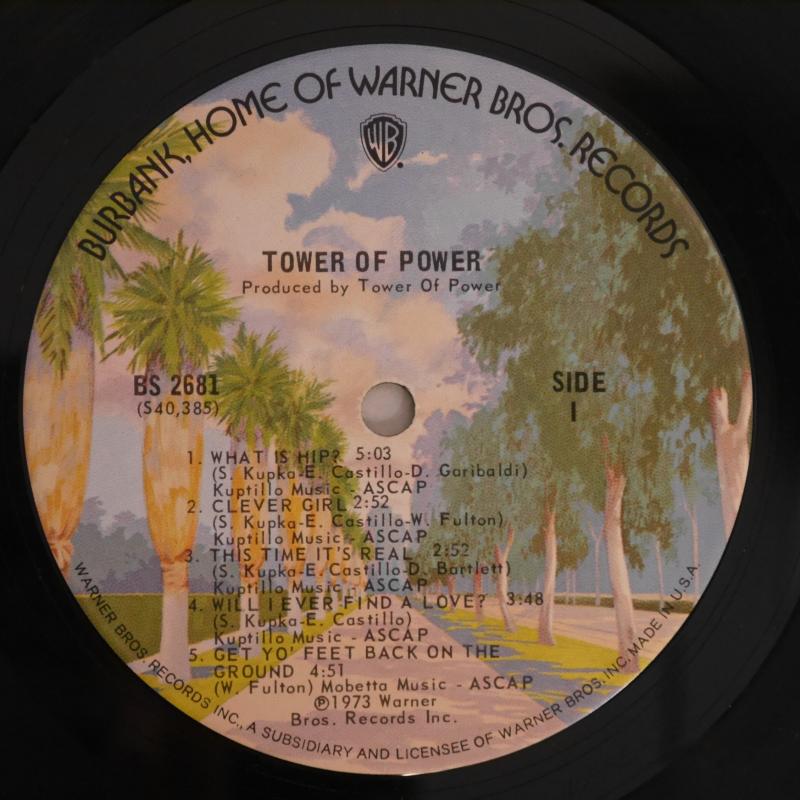 BURBANK, HOME OF WARNER BROS. RECORDS
WB
TOWER OF POWER
Produced by Tower Of Power
BS 2681
(S40,385)
SIDE
1
1. WHAT IS HIP? 5:03
(S. Kupka-E. Castillo-D. Garibaldi)
Kuptillo Music - ASCAP
2. CLEVER GIRL 2:52
(S. Kupka-E. Castillo-W. Fulton)
Kuptillo Music - ASCAP
3. THIS TIME IT'S REAL 2:52
(S. Kupka-E. Castillo-D. Bartlett)
Kuptillo Music - ASCAP
4. WILL I EVER FIND A LOVE? 3:48
(S. Kupka-E. Castillo)
Kuptillo Music - ASCAP
5. GET YO' FEET BACK ON THE
GROUND 4:51
(W. Fulton) Mobetta Music - ASCAP
℗1973 Warner
Bros. Records Inc.
WARNER BROS. RECORDS INC., A SUBSIDIARY AND LICENSEE OF WARNER BROS. INC. MADE IN U.S.A.